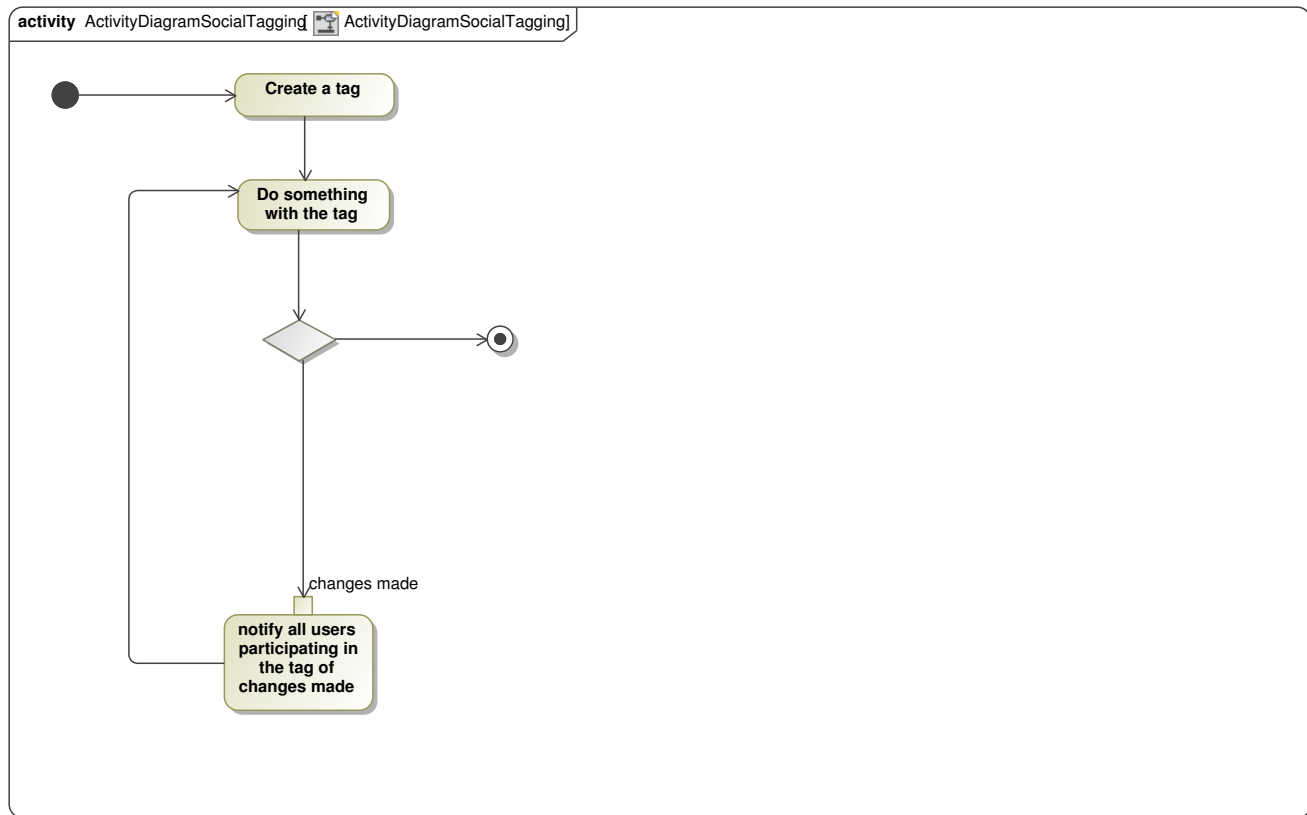 activity ActivityDiagramSocialTagging[ ActivityDiagramSocialTagging]
Create a tag
Do something
with the tag
changes made
notify all users
participating in
the tag of
changes made